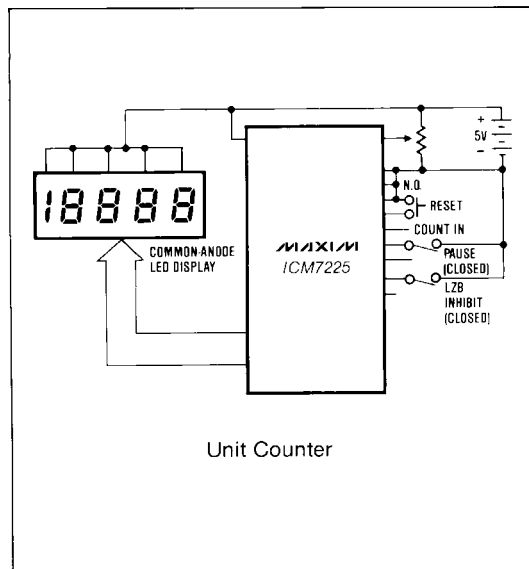 +
5V
−
N.O.
RESET
18888
COUNT IN
MAXIM
ICM7225
PAUSE
(CLOSED)
COMMON-ANODE
LED DISPLAY
LZB
INHIBIT
(CLOSED)
Unit Counter